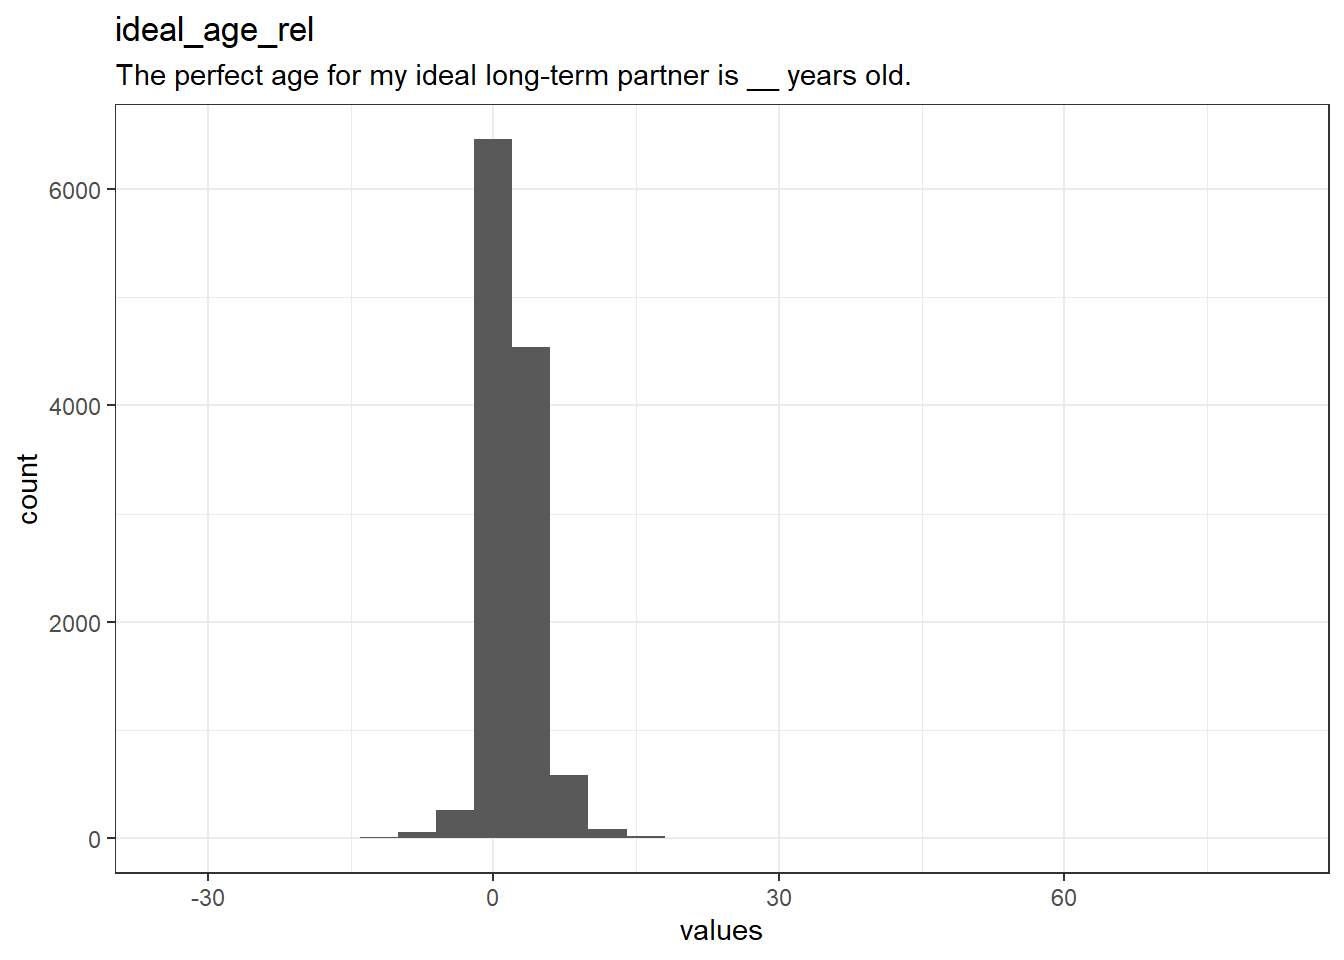 ideal_age_rel
The perfect age for my ideal long-term partner is __ years old.
6000
4000
2000
0
count
-30
0
30
60
values